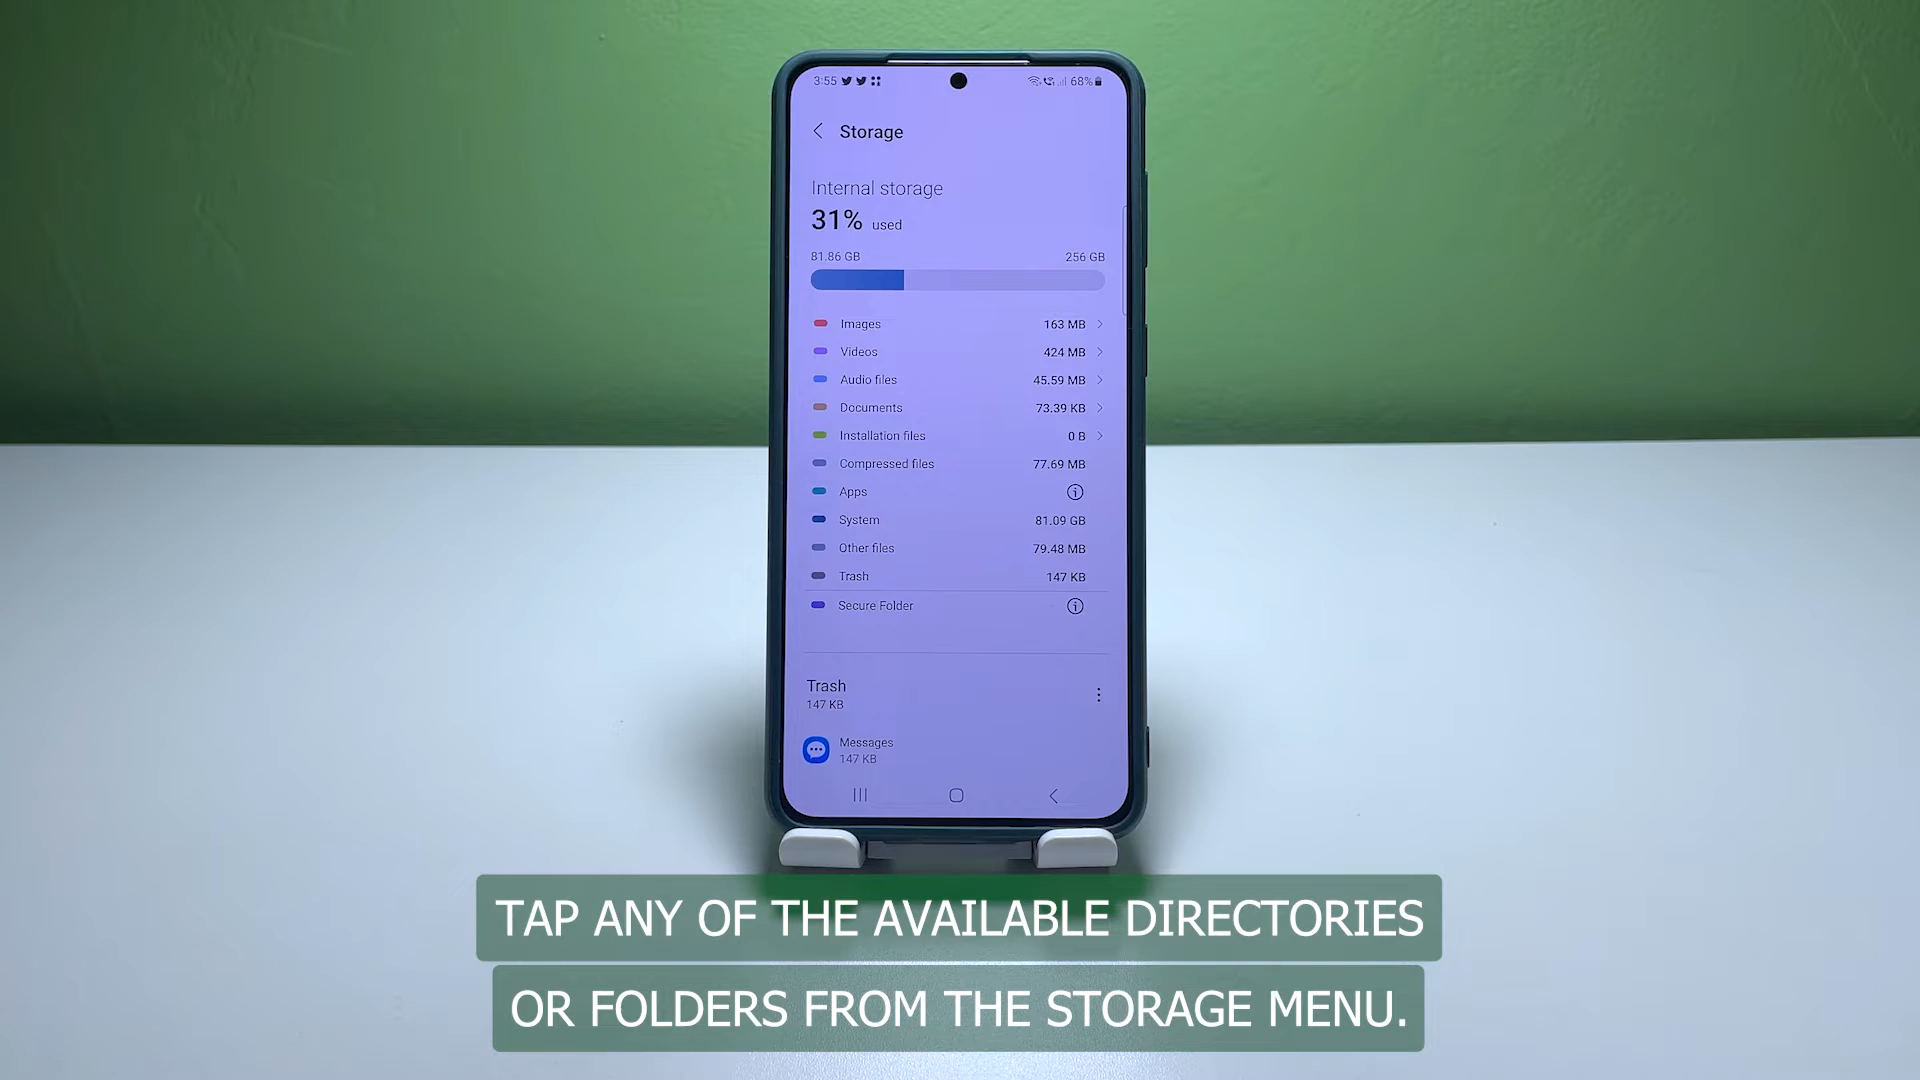 3:55 68%
Storage
Internal storage
31% used
81.86 GB 256 GB
Images 163 MB
Videos 424 MB
Audio files 45.59 MB
Documents 73.39 KB
Installation files 0 B
Compressed files 77.69 MB
Apps
System 81.09 GB
Other files 79.48 MB
Trash 147 KB
Secure Folder
Trash
147 KB
Messages
147 KB
TAP ANY OF THE AVAILABLE DIRECTORIES
OR FOLDERS FROM THE STORAGE MENU.